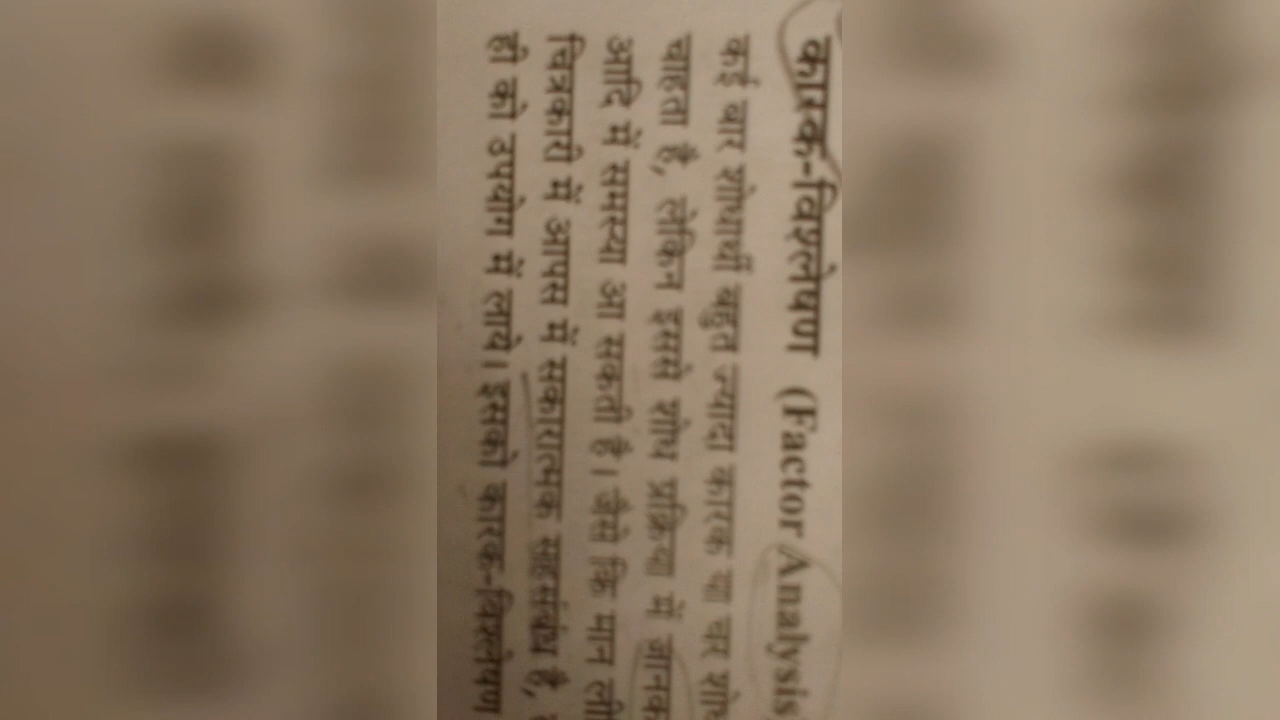 कारक-विश्लेषण (Factor Analysis
कई बार शोधार्थी बहुत ज्यादा कारक या चर शोध
चाहता है, लेकिन इससे शोध प्रक्रिया में जानक
आदि में समस्या आ सकती है। जैसे कि मान ली
चित्रकारी में आपस में सकारात्मक सहसंबंध है,
ही को उपयोग में लाये। इसको कारक-विश्लेषण